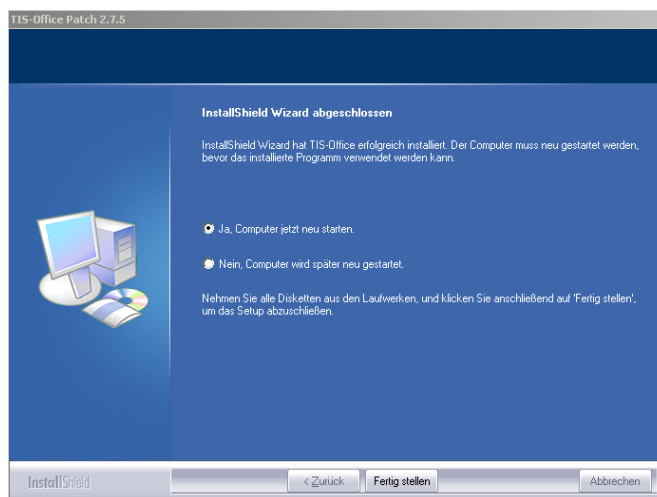 TIS-Office Patch 2.7.5
InstallShield Wizard abgeschlossen
InstallShield Wizard hat TIS-Office erfolgreich installiert. Der Computer muss neu gestartet werden,
bevor das installierte Programm verwendet werden kann.
Ja, Computer jetzt neu starten.
Nein, Computer wird später neu gestartet.
Nehmen Sie alle Disketten aus den Laufwerken, und klicken Sie anschließend auf 'Fertig stellen',
um das Setup abzuschließen.
InstallShield
< Zurück
Fertig stellen
Abbrechen